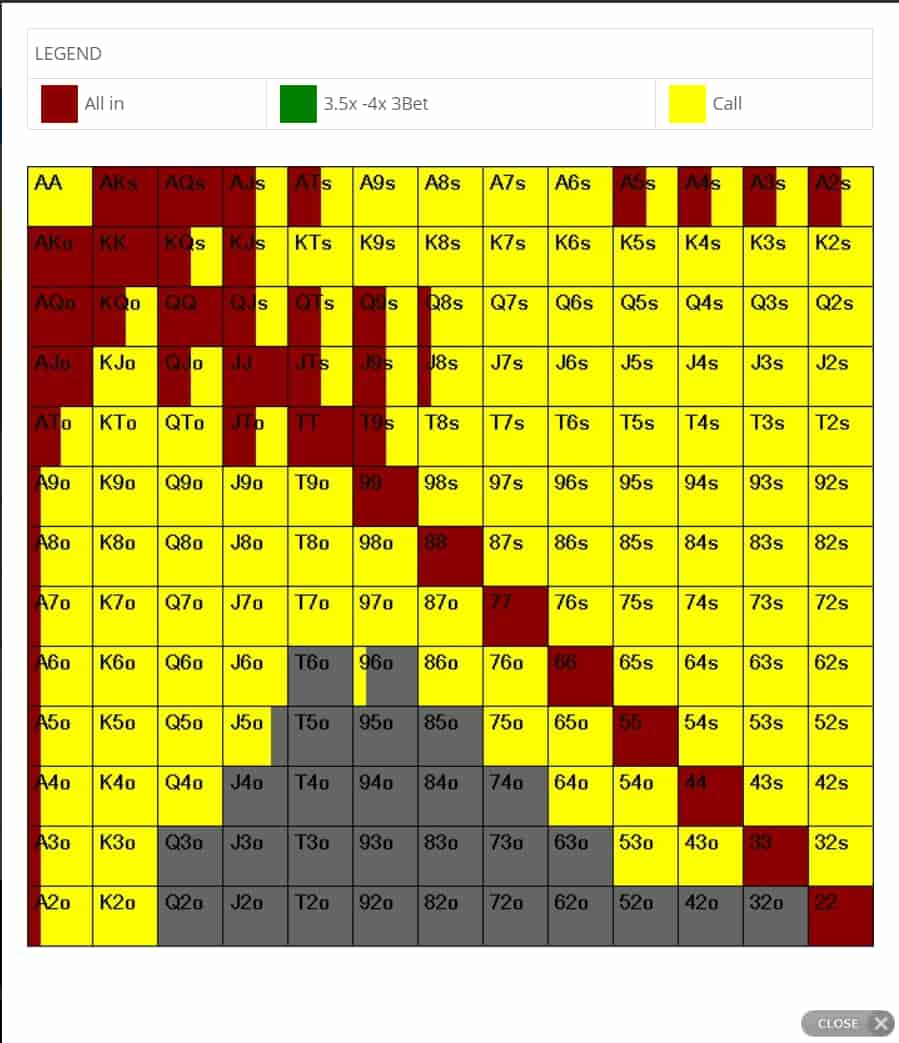 LEGEND
All in 3.5x -4x 3Bet Call
AA AKs AQs AJs ATs A9s A8s A7s A6s A5s A4s A3s A2s
AKo KK KQs KJs KTs K9s K8s K7s K6s K5s K4s K3s K2s
AQo KQo QQ QJs QTs Q9s Q8s Q7s Q6s Q5s Q4s Q3s Q2s
AJo KJo QJo JJ JTs J9s J8s J7s J6s J5s J4s J3s J2s
ATo KTo QTo JTo TT T9s T8s T7s T6s T5s T4s T3s T2s
A9o K9o Q9o J9o T9o 99 98s 97s 96s 95s 94s 93s 92s
A8o K8o Q8o J8o T8o 98o 88 87s 86s 85s 84s 83s 82s
A7o K7o Q7o J7o T7o 97o 87o 77 76s 75s 74s 73s 72s
A6o K6o Q6o J6o T6o 96o 86o 76o 66 65s 64s 63s 62s
A5o K5o Q5o J5o T5o 95o 85o 75o 65o 55 54s 53s 52s
A4o K4o Q4o J4o T4o 94o 84o 74o 64o 54o 44 43s 42s
A3o K3o Q3o J3o T3o 93o 83o 73o 63o 53o 43o 33 32s
A2o K2o Q2o J2o T2o 92o 82o 72o 62o 52o 42o 32o 22
CLOSE